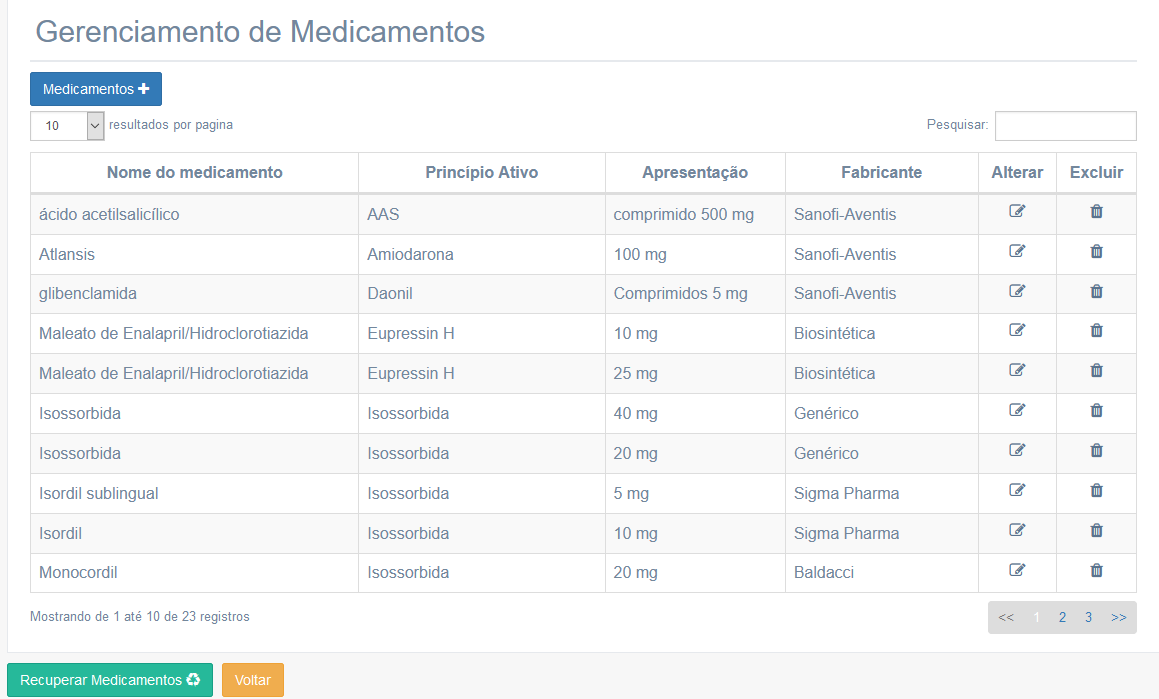 Gerenciamento de Medicamentos
Medicamentos
10 resultados por pagina Pesquisar:
Nome do medicamento Princípio Ativo Apresentação Fabricante Alterar Excluir
ácido acetilsalicílico AAS comprimido 500 mg Sanofi-Aventis
Atlansis Amiodarona 100 mg Sanofi-Aventis
glibenclamida Daonil Comprimidos 5 mg Sanofi-Aventis
Maleato de Enalapril/Hidroclorotiazida Eupressin H 10 mg Biosintética
Maleato de Enalapril/Hidroclorotiazida Eupressin H 25 mg Biosintética
Isossorbida Isossorbida 40 mg Genérico
Isossorbida Isossorbida 20 mg Genérico
Isordil sublingual Isossorbida 5 mg Sigma Pharma
Isordil Isossorbida 10 mg Sigma Pharma
Monocordil Isossorbida 20 mg Baldacci
Mostrando de 1 até 10 de 23 registros << 1 2 3 >>
Recuperar Medicamentos Voltar